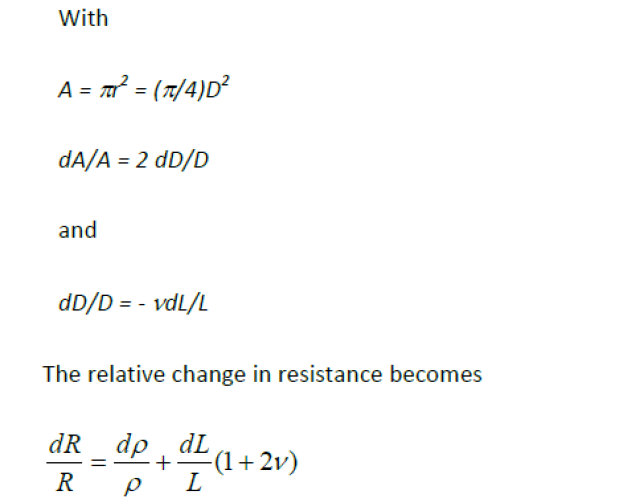 With
A = πr² = (π/4)D²
dA/A = 2 dD/D
and
dD/D = - νdL/L
The relative change in resistance becomes
dR/R = dρ/ρ + dL/L (1 + 2ν)